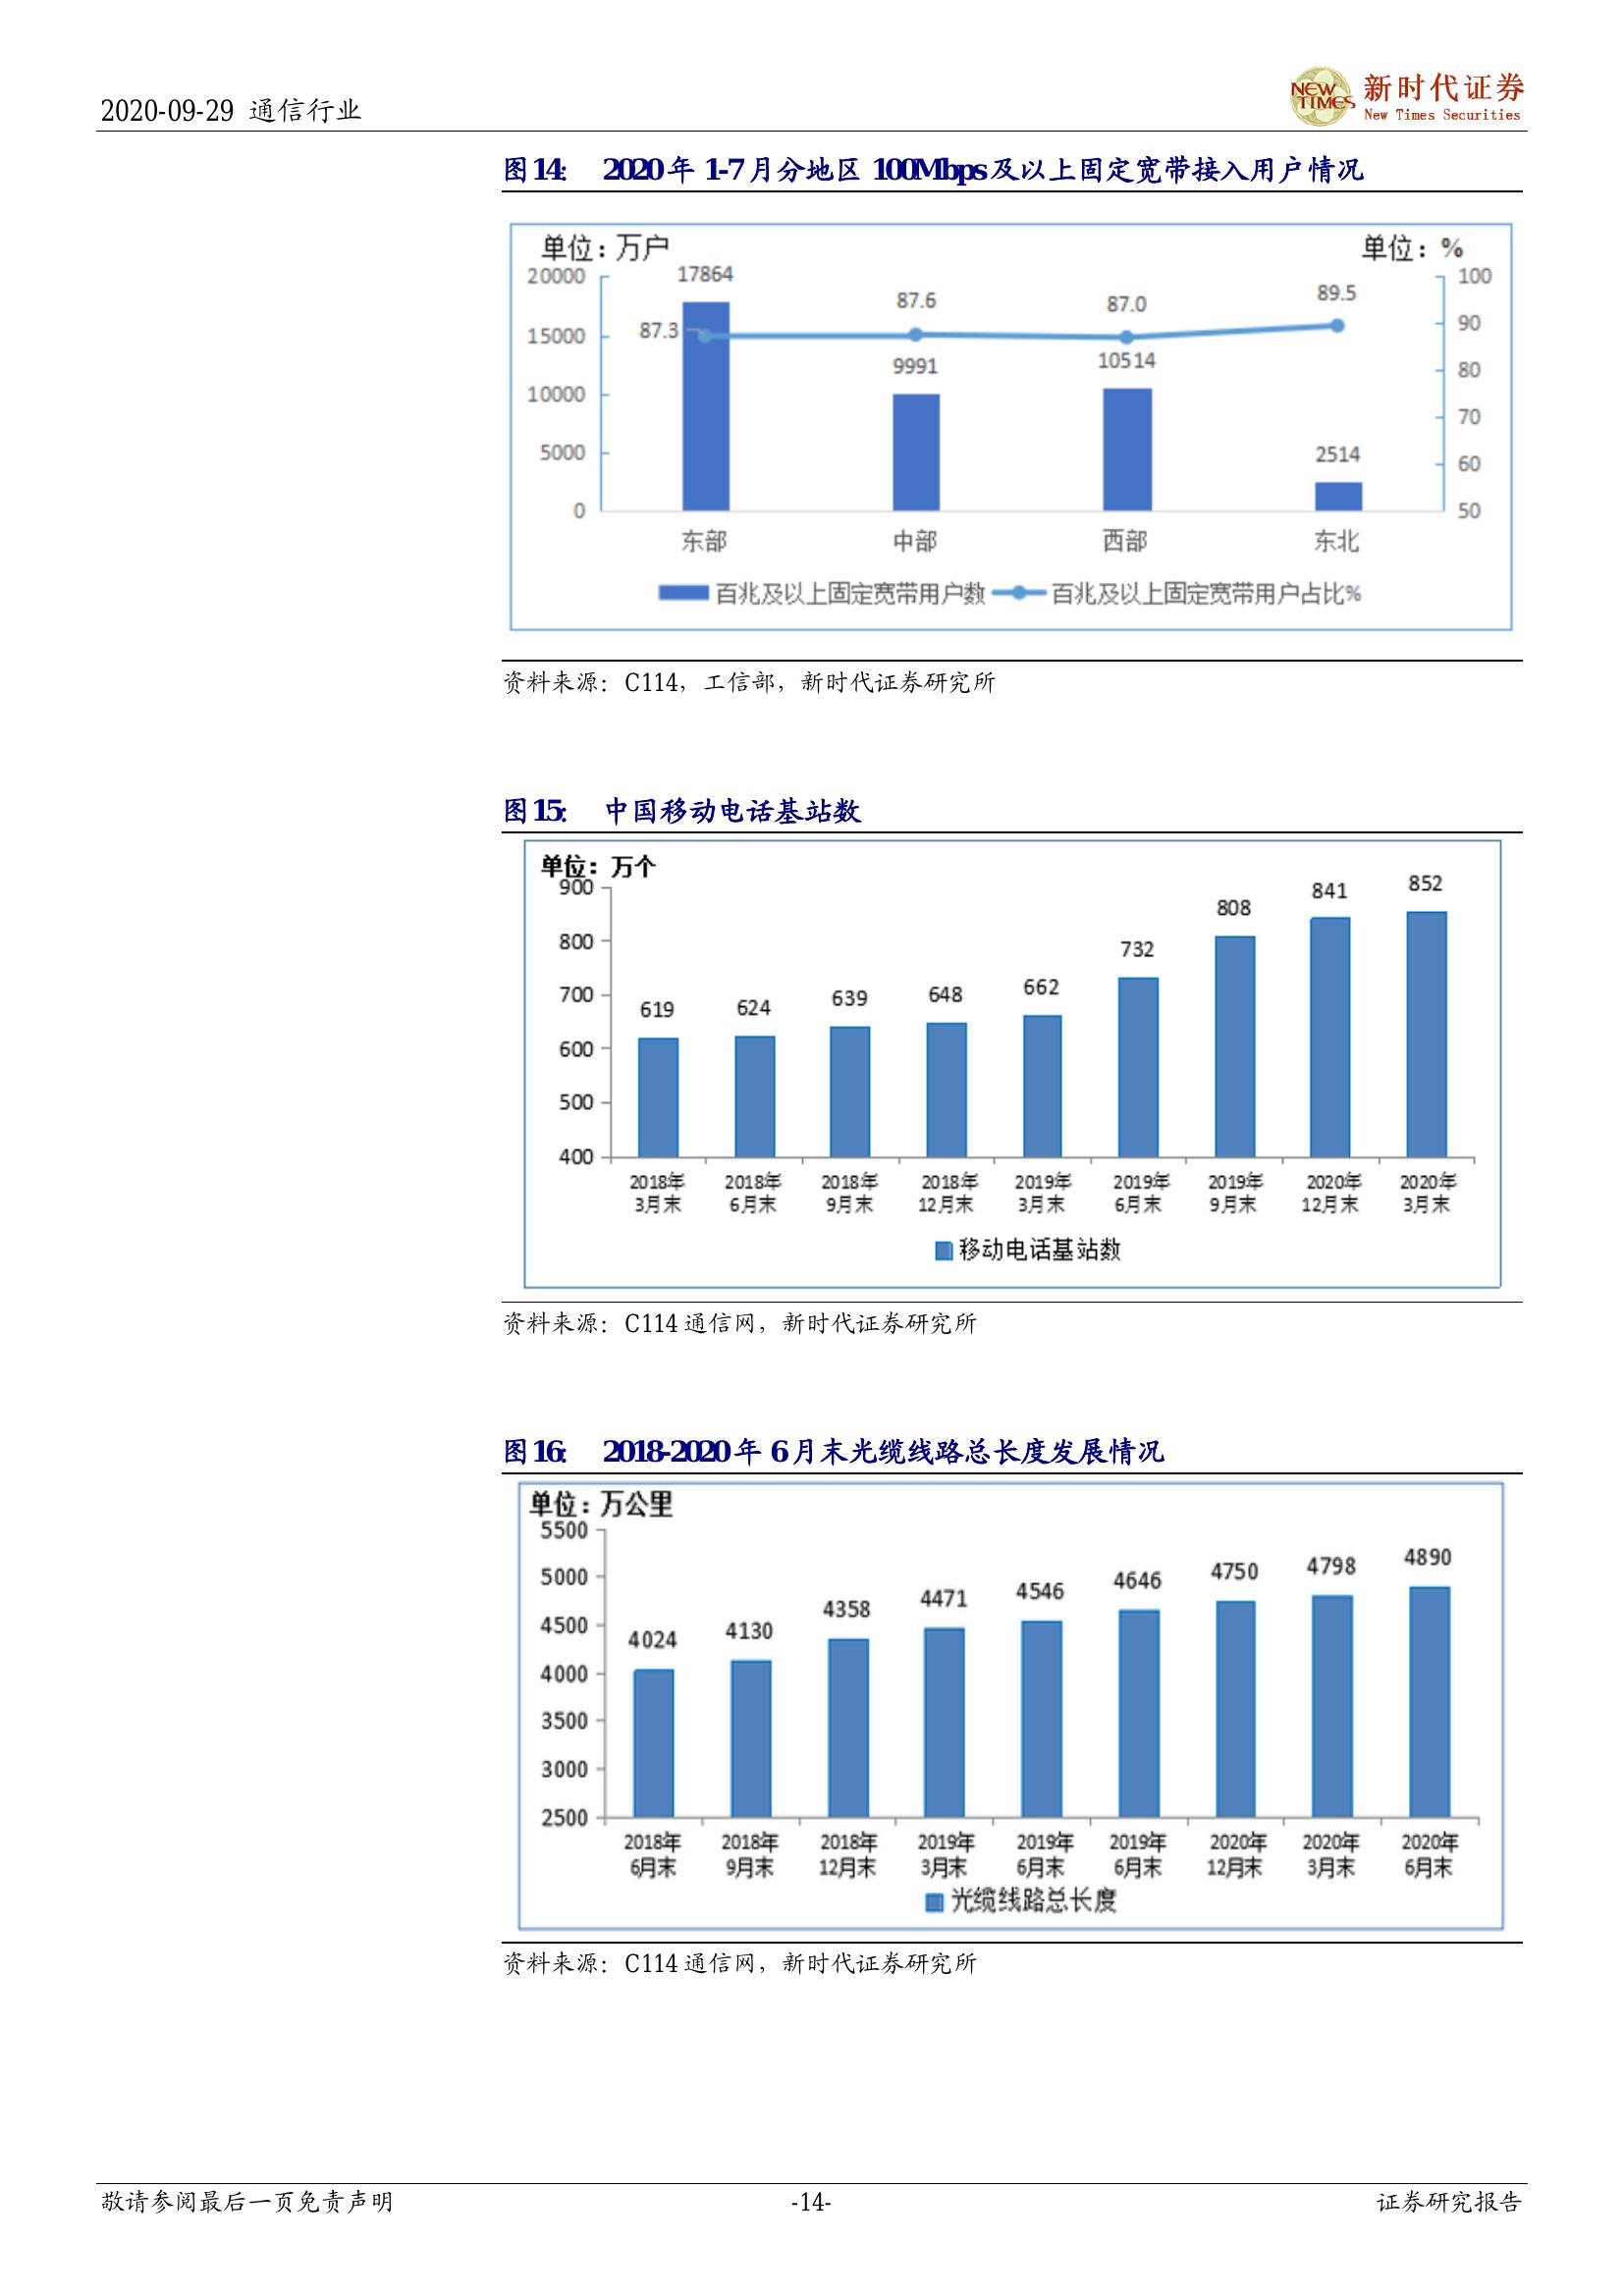 2020-09-29 通信行业
NEW TIMES
新时代证券
New Times Securities
图14: 2020年 1-7月分地区 100Mbps及以上固定宽带接入用户情况
单位：万户 单位：%
20000 17864 100
87.6 87.0 89.5
15000 87.3 90
9991 10514 80
10000 70
5000 2514 60
0 50
东部 中部 西部 东北
百兆及以上固定宽带用户数 百兆及以上固定宽带用户占比%
资料来源：C114，工信部，新时代证券研究所
图15: 中国移动电话基站数
单位：万个
900 841 852
808
800 732
700 619 624 639 648 662
600
500
400
2018年 2018年 2018年 2018年 2019年 2019年 2019年 2020年 2020年
3月末 6月末 9月末 12月末 3月末 6月末 9月末 12月末 3月末
移动电话基站数
资料来源：C114通信网，新时代证券研究所
图16: 2018-2020年 6月末光缆线路总长度发展情况
单位：万公里
5500
5000 4471 4546 4646 4750 4798 4890
4500 4024 4130 4358
4000
3500
3000
2500
2018年 2018年 2018年 2019年 2019年 2019年 2020年 2020年 2020年
6月末 9月末 12月末 3月末 6月末 6月末 12月末 3月末 6月末
光缆线路总长度
资料来源：C114通信网，新时代证券研究所
敬请参阅最后一页免责声明 -14- 证券研究报告